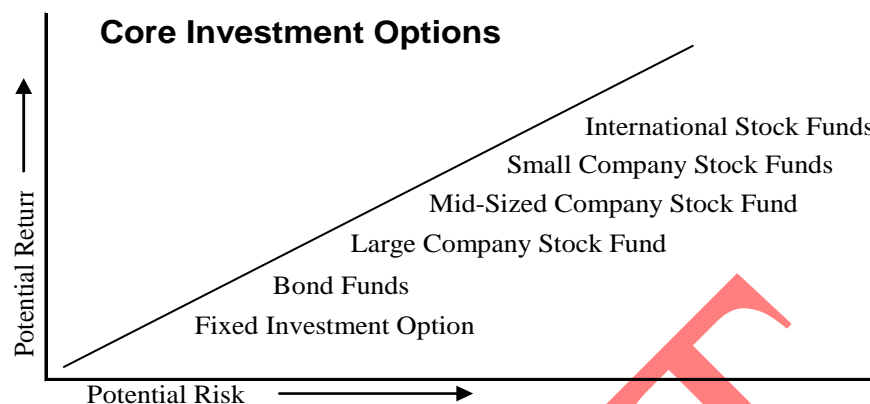 Core Investment Options
International Stock Funds
Small Company Stock Funds
Mid-Sized Company Stock Fund
Large Company Stock Fund
Bond Funds
Fixed Investment Option
Potential Return
Potential Risk
T